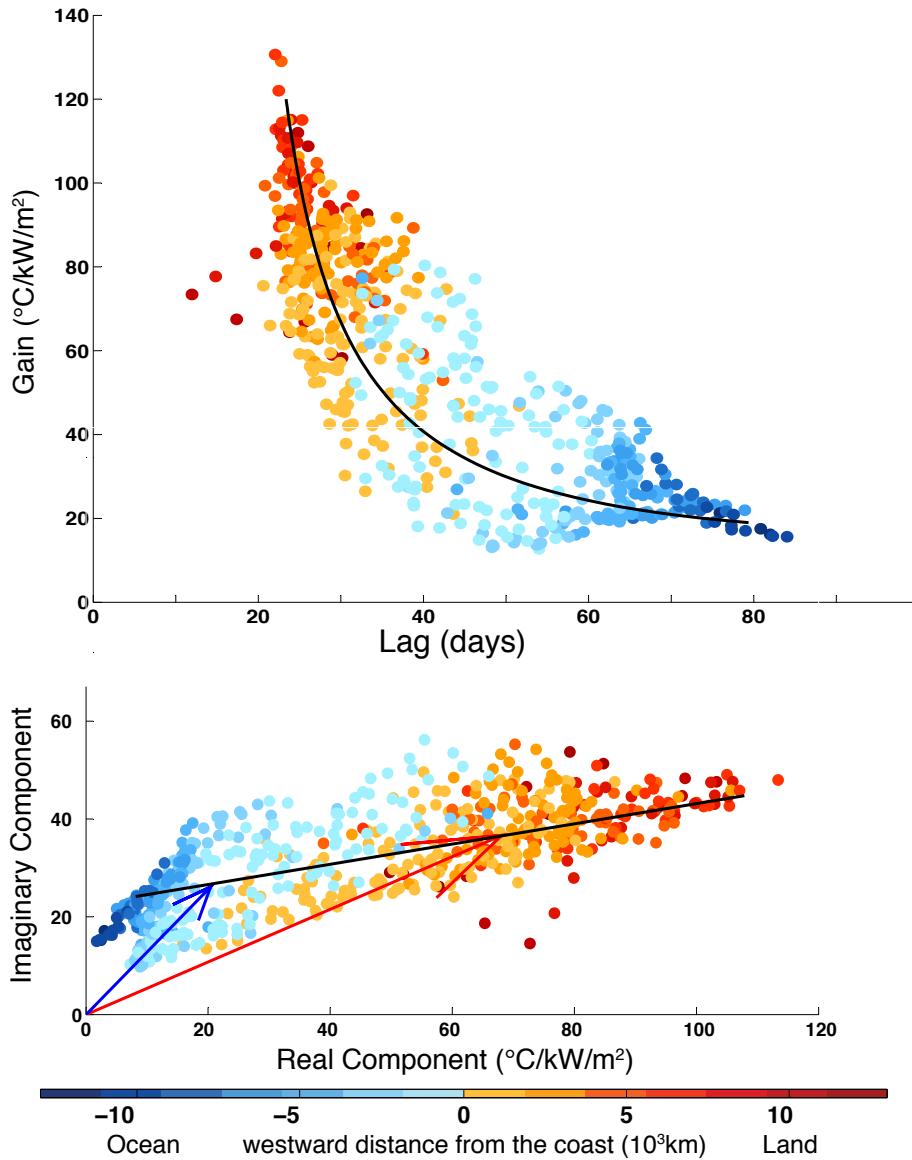 140
120
100
80
60
40
20
0
Gain (°C/kW/m²)
0 20 40 60 80
Lag (days)
60
40
20
0
Imaginary Component
0 20 40 60 80 100 120
Real Component (°C/kW/m²)
−10 −5 0 5 10
Ocean westward distance from the coast (10³km) Land